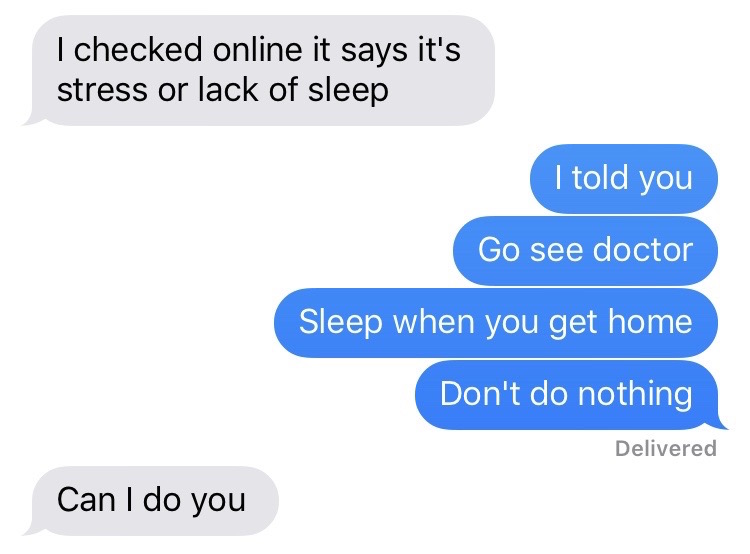 I checked online it says it's
stress or lack of sleep
I told you
Go see doctor
Sleep when you get home
Don't do nothing
Delivered
Can I do you